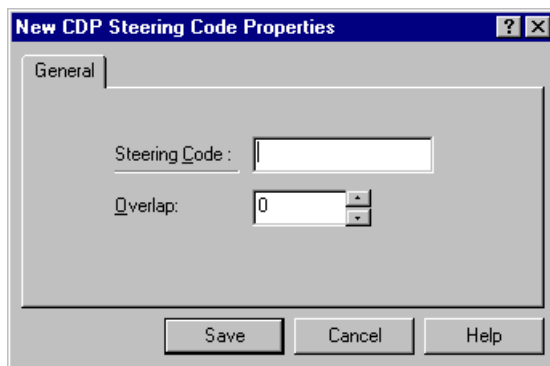 New CDP Steering Code Properties
General
Steering Code :
Overlap: 0
Save Cancel Help